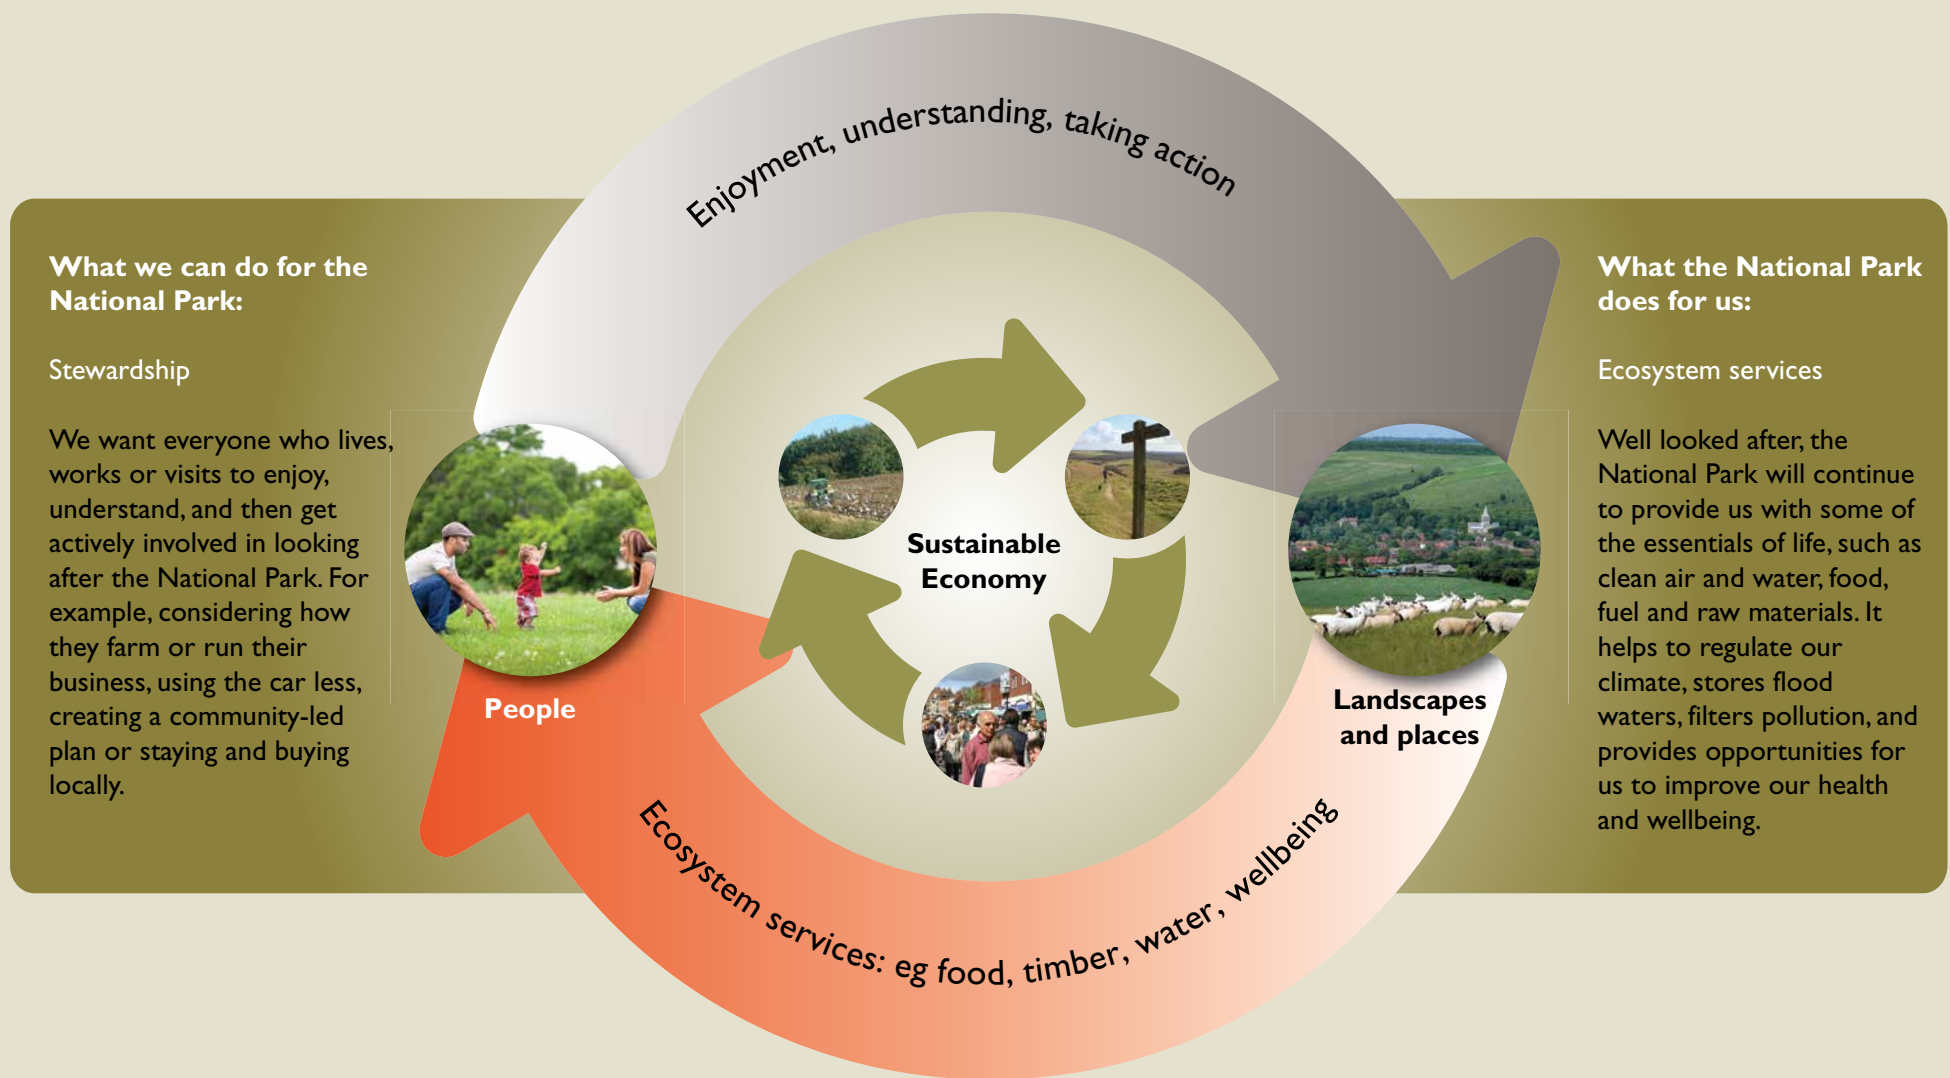 Enjoyment, understanding, taking action
What we can do for the
National Park:
Stewardship
We want everyone who lives,
works or visits to enjoy,
understand, and then get
actively involved in looking
after the National Park. For
example, considering how
they farm or run their
business, using the car less,
creating a community-led
plan or staying and buying
locally.
People
Sustainable
Economy
Landscapes
and places
Ecosystem services: eg food, timber, water, wellbeing
What the National Park
does for us:
Ecosystem services
Well looked after, the
National Park will continue
to provide us with some of
the essentials of life, such as
clean air and water, food,
fuel and raw materials. It
helps to regulate our
climate, stores flood
waters, filters pollution, and
provides opportunities for
us to improve our health
and wellbeing.